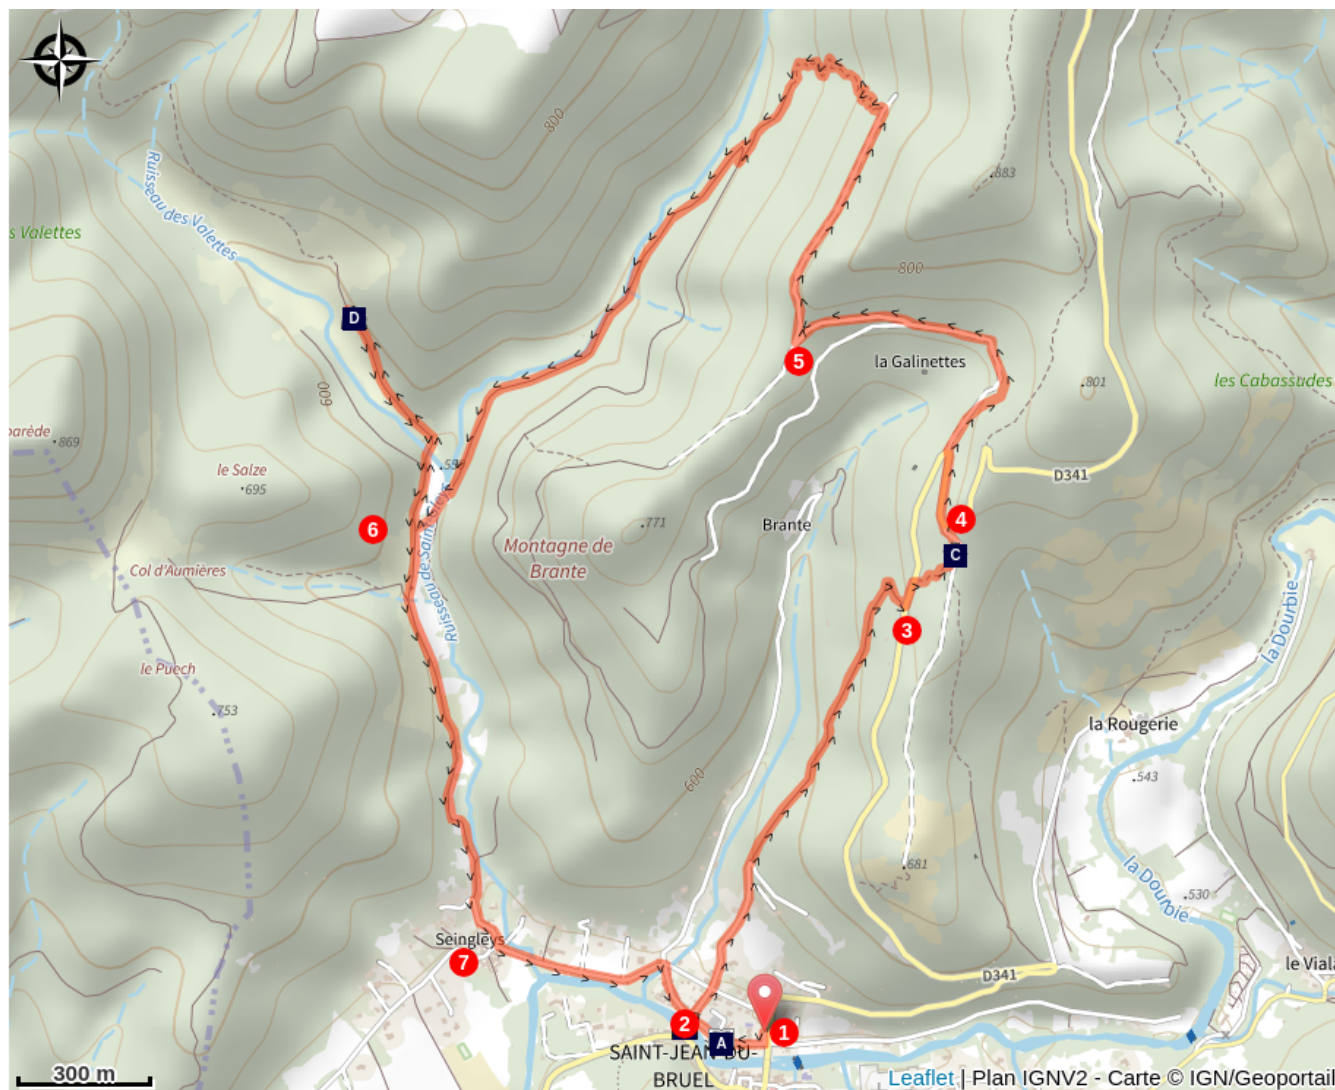 800
Ruisseau des Valettes
883
s Valettes
800
D
5
la Galinettes
801
les Cabassudes
600
parède
869
le Salze
695
D341
4
6
771
Montagne de
Brante
Brante
C
Col d'Aumières
Ruisseau de Saint
3
la Dourbie
le Puech
753
la Rougerie
543
600
681
la Dourbie
530
Seingleys
7
D341
le Viala
1
2
A
SAINT-JEAN-DU-
BRUEL
300 m
Leaflet | Plan IGNV2 - Carte © IGN/Geoportail